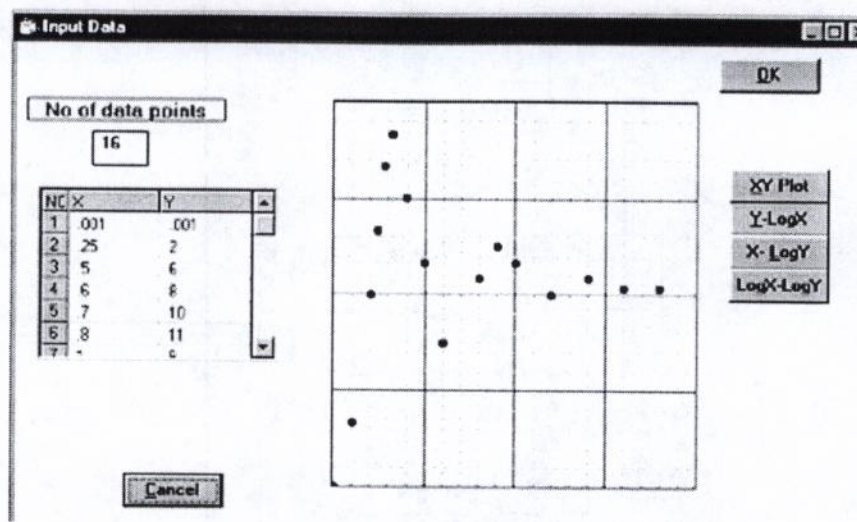 Input Data
OK
No of data points
16
NO X Y
1 .001 .001
2 .25 2
3 5 6
4 6 8
5 .7 10
6 .8 11
7
XY Plot
Y-LogX
X- LogY
LogX-LogY
Cancel